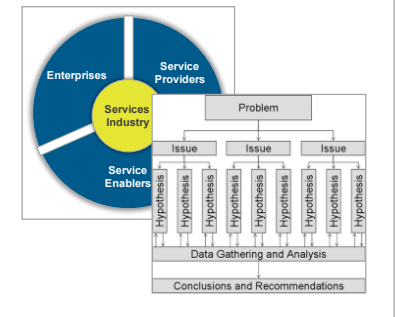 Enterprises
Service
Providers
Services
Industry
Service
Enablers
Problem
Issue
Issue
Issue
Hypothesis
Hypothesis
Hypothesis
Hypothesis
Hypothesis
Hypothesis
Hypothesis
Hypothesis
Hypothesis
Data Gathering and Analysis
Conclusions and Recommendations